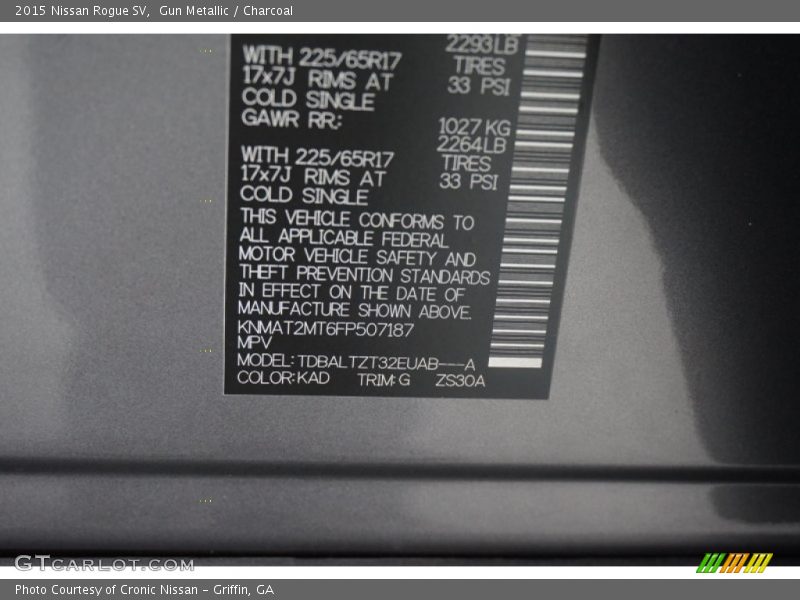 2015 Nissan Rogue SV,  Gun Metallic / Charcoal
2293LB
WITH 225/65R17 TIRES
17x7J RIMS AT 33 PSI
COLD SINGLE
GAWR RR: 1027 KG
2264LB
WITH 225/65R17 TIRES
17x7J RIMS AT 33 PSI
COLD SINGLE
THIS VEHICLE CONFORMS TO
ALL APPLICABLE FEDERAL
MOTOR VEHICLE SAFETY AND
THEFT PREVENTION STANDARDS
IN EFFECT ON THE DATE OF
MANUFACTURE SHOWN ABOVE.
KNMAT2MT6FP507187
MPV
MODEL:TDBALTZT32EUAB---A
COLOR:KAD TRIM:G ZS30A
GTCARLOT.COM
Photo Courtesy of Cronic Nissan - Griffin, GA